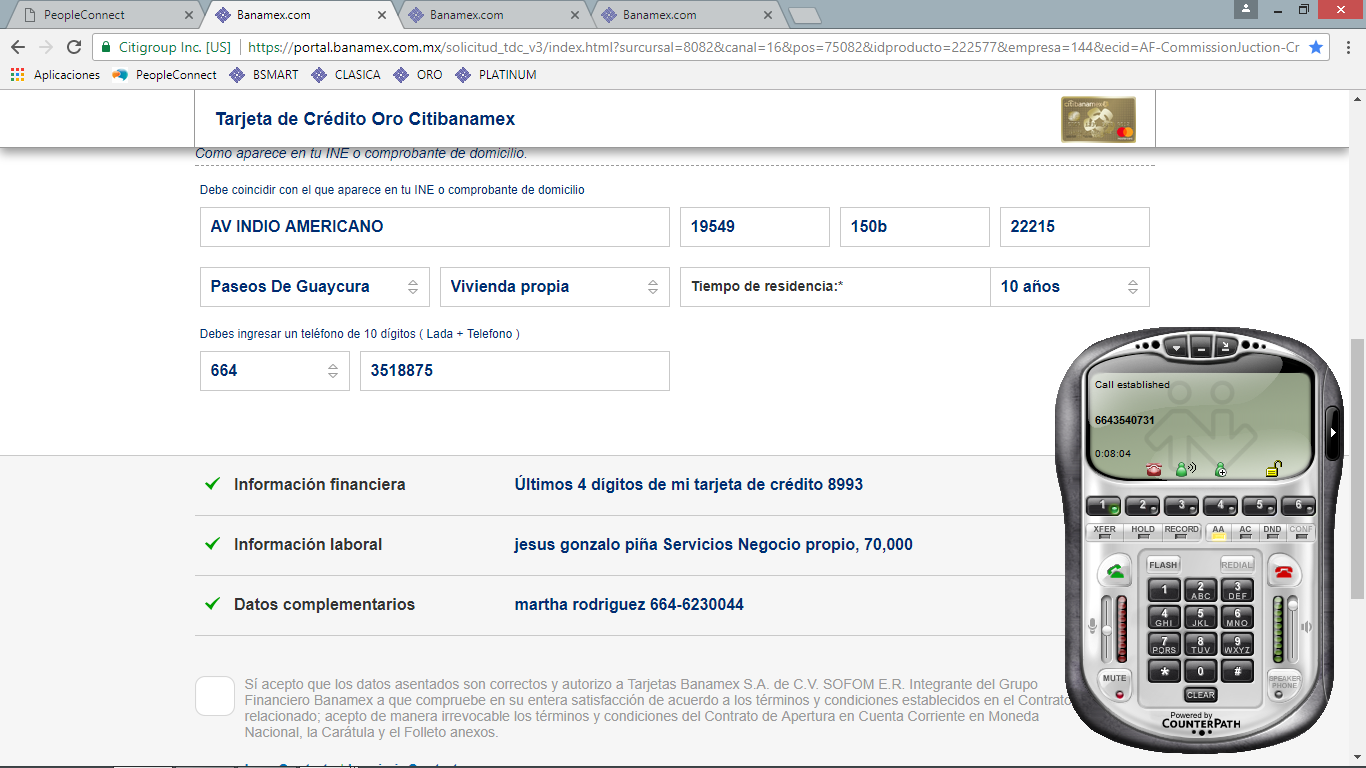 PeopleConnect
Banamex.com
Banamex.com
Banamex.com
Citigroup Inc. [US] https://portal.banamex.com.mx/solicitud_tdc_v3/index.html?surcursal=8082&canal=16&pos=75082&idproducto=222577&empresa=144&ecid=AF-CommissionJuction-Cr
Aplicaciones PeopleConnect BSMART CLASICA ORO PLATINUM
Tarjeta de Crédito Oro Citibanamex
Como aparece en tu INE o comprobante de domicilio.
Debe coincidir con el que aparece en tu INE o comprobante de domicilio
AV INDIO AMERICANO 19549 150b 22215
Paseos De Guaycura Vivienda propia Tiempo de residencia:* 10 años
Debes ingresar un teléfono de 10 dígitos ( Lada + Telefono )
664 3518875
Información financiera Últimos 4 dígitos de mi tarjeta de crédito 8993
Información laboral jesus gonzalo piña Servicios Negocio propio, 70,000
Datos complementarios martha rodriguez 664-6230044
Sí acepto que los datos asentados son correctos y autorizo a Tarjetas Banamex S.A. de C.V. SOFOM E.R. Integrante del Grupo
Financiero Banamex a que compruebe en su entera satisfacción de acuerdo a los términos y condiciones establecidos en el Contrato
relacionado; acepto de manera irrevocable los términos y condiciones del Contrato de Apertura en Cuenta Corriente en Moneda
Nacional, la Carátula y el Folleto anexos.
Call established
6643540731
0:08:04
1 2 3 4 5 6
XFER HOLD RECORD AA AC DND CONF
FLASH REDIAL
1 2 ABC 3 DEF
4 GHI 5 JKL 6 MNO
7 PQRS 8 TUV 9 WXYZ
* 0 #
MUTE CLEAR SPEAKER PHONE
Powered by
COUNTERPATH